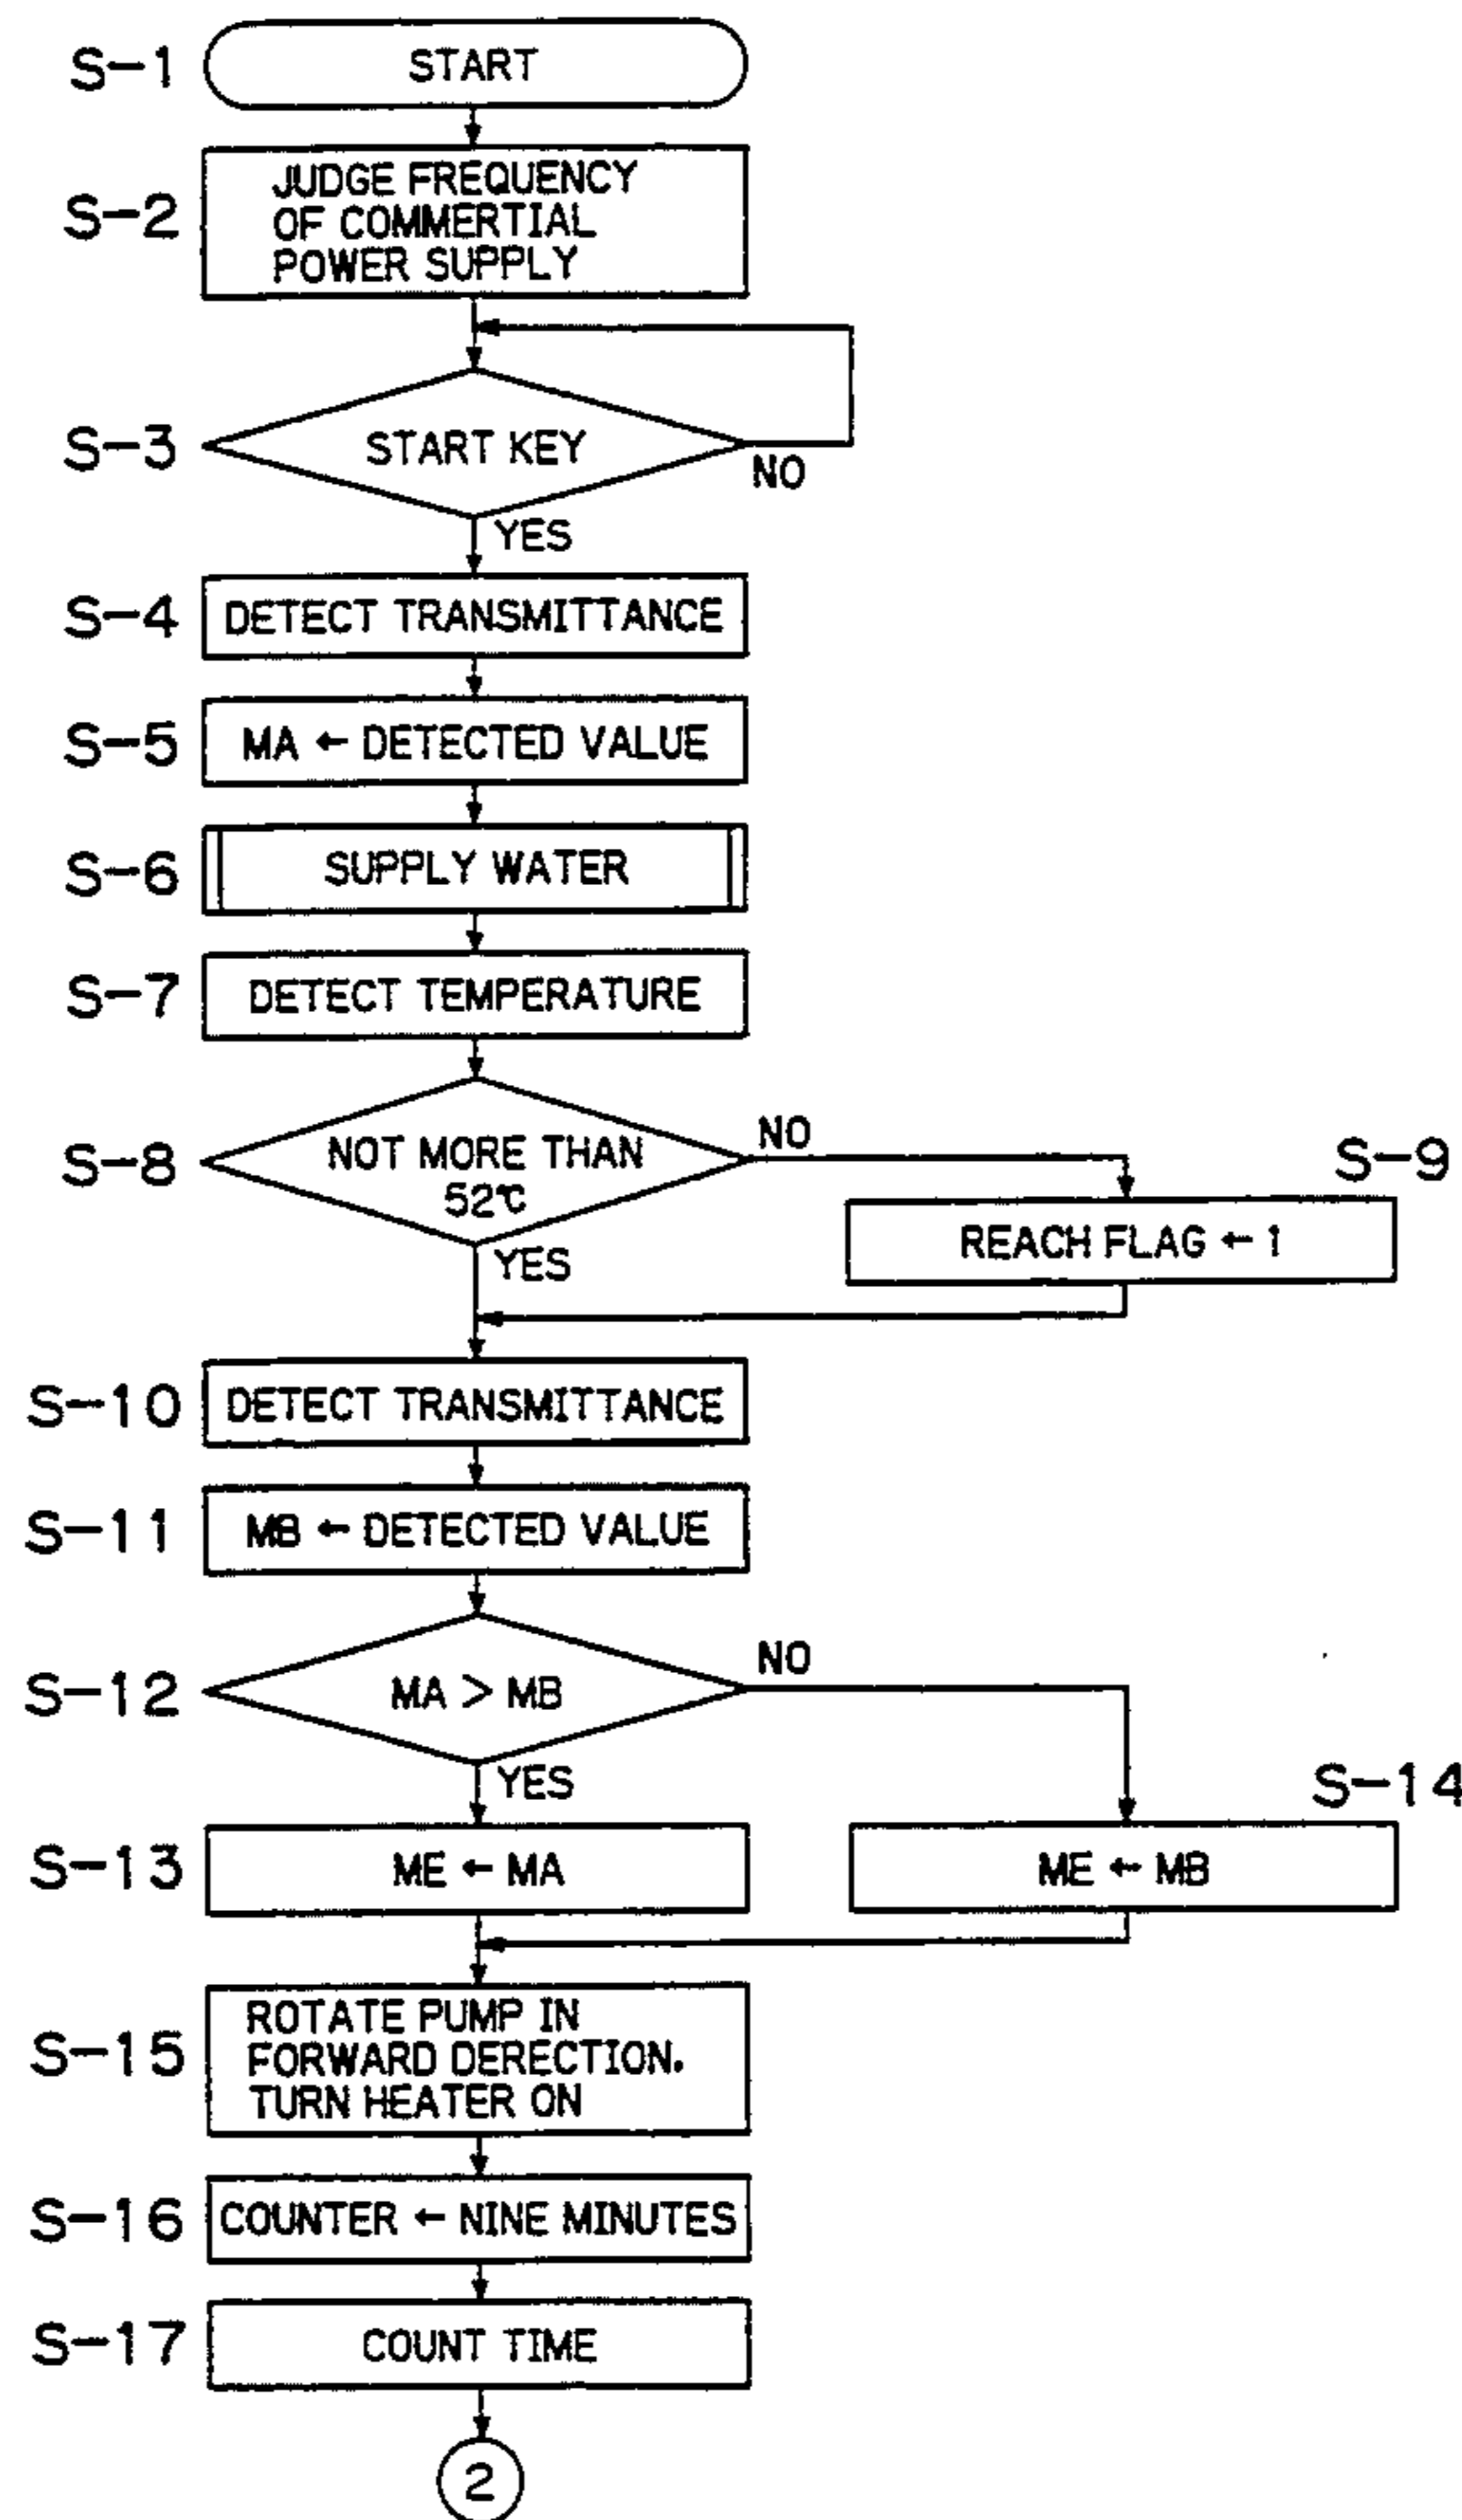 S-1
START
S-2
JUDGE FREQUENCY
OF COMMERTIAL
POWER SUPPLY
S-3
START KEY
NO
YES
S-4
DETECT TRANSMITTANCE
S-5
MA ← DETECTED VALUE
S-6
SUPPLY WATER
S-7
DETECT TEMPERATURE
S-8
NOT MORE THAN
52℃
NO
YES
S-9
REACH FLAG ← 1
S-10
DETECT TRANSMITTANCE
S-11
MB ← DETECTED VALUE
S-12
MA > MB
NO
YES
S-13
ME ← MA
S-14
ME ← MB
S-15
ROTATE PUMP IN
FORWARD DERECTION.
TURN HEATER ON
S-16
COUNTER ← NINE MINUTES
S-17
COUNT TIME
2